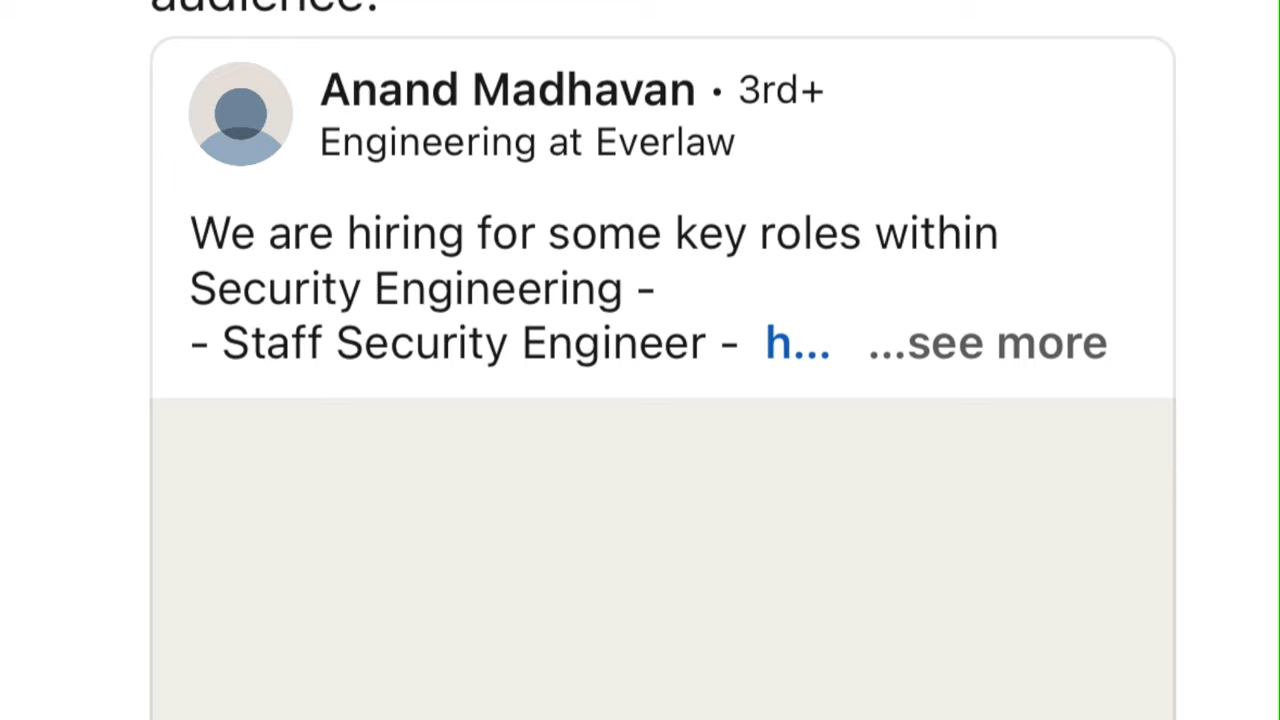 audience.
Anand Madhavan • 3rd+
Engineering at Everlaw
We are hiring for some key roles within
Security Engineering -
- Staff Security Engineer - h... ...see more